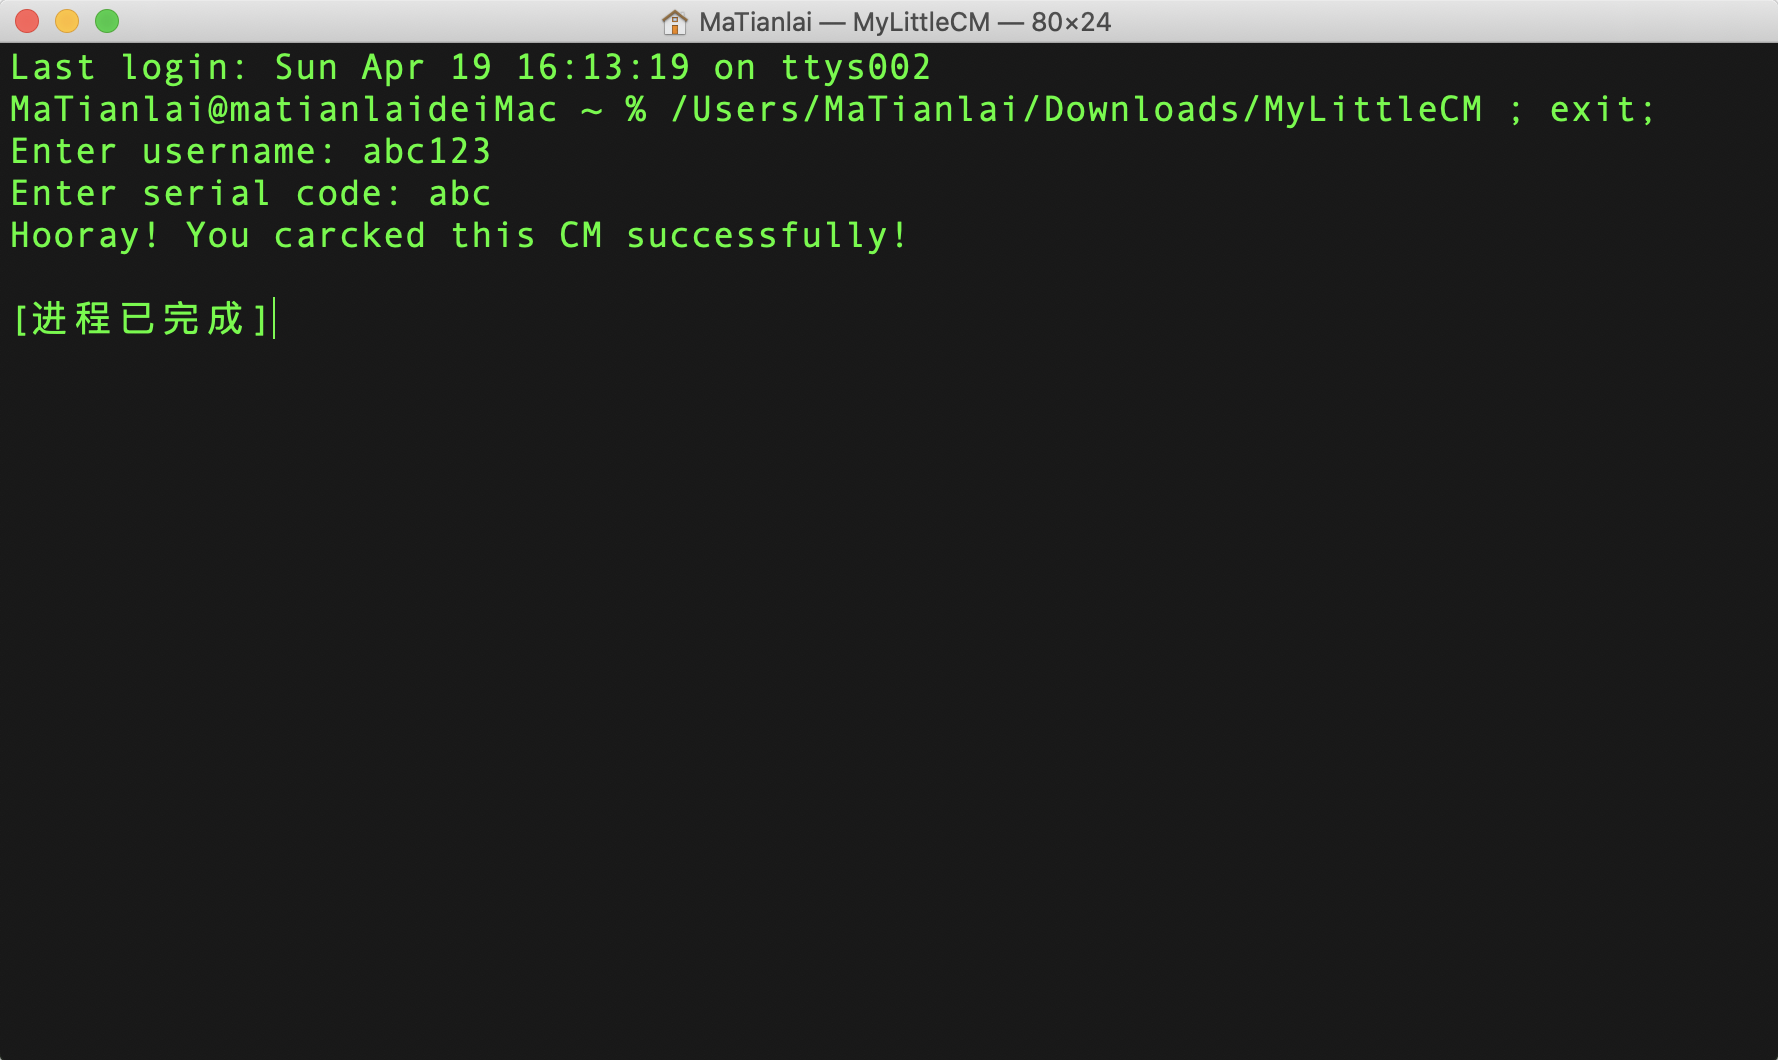 MaTianlai — MyLittleCM — 80×24
Last login: Sun Apr 19 16:13:19 on ttys002
MaTianlai@matianlaideiMac ~ % /Users/MaTianlai/Downloads/MyLittleCM ; exit;
Enter username: abc123
Enter serial code: abc
Hooray! You carcked this CM successfully!
[进程已完成]